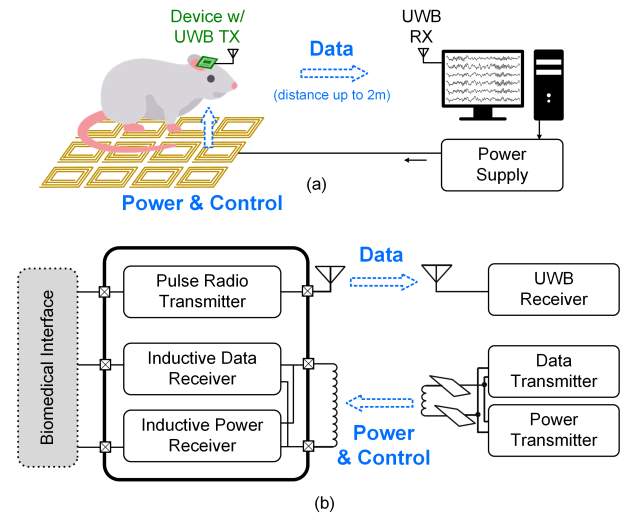 Device w/
UWB TX
UWB
RX
Data
(distance up to 2m)
Power
Supply
Power & Control
(a)
Data
Pulse Radio
Transmitter
UWB
Receiver
Biomedical Interface
Inductive Data
Receiver
Data
Transmitter
Inductive Power
Receiver
Power
& Control
Power
Transmitter
(b)